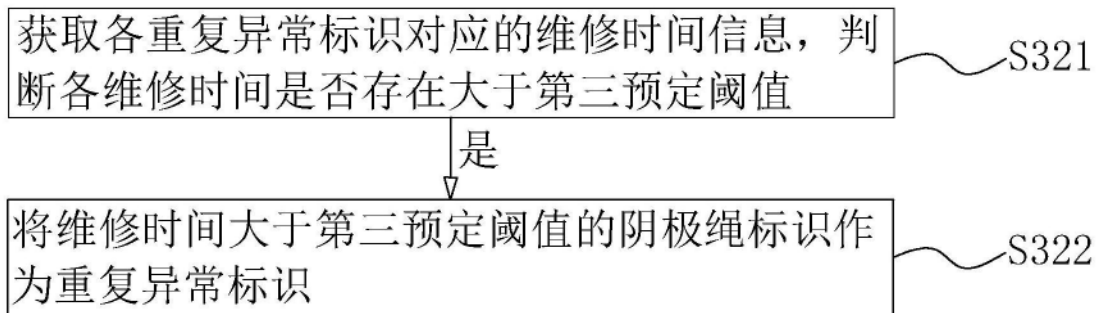 获取各重复异常标识对应的维修时间信息，判
断各维修时间是否存在大于第三预定阈值
S321
是
将维修时间大于第三预定阈值的阴极绳标识作
为重复异常标识
S322